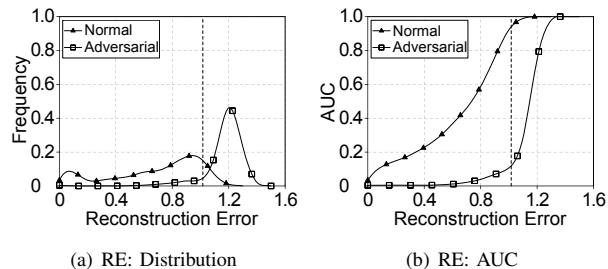 1.0
0.8
0.6
0.4
0.2
0
Frequency
Normal
Adversarial
0 0.4 0.8 1.2 1.6
Reconstruction Error
(a) RE: Distribution
1.0
0.8
0.6
0.4
0.2
0
AUC
Normal
Adversarial
0 0.4 0.8 1.2 1.6
Reconstruction Error
(b) RE: AUC